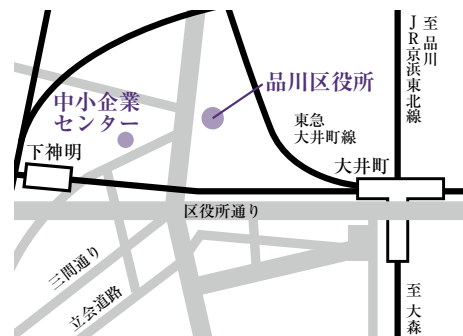 至 品川
JR京浜東北線
品川区役所
中小企業
センター
東急
大井町線
下神明
大井町
区役所通り
三間通り
立会道路
至 大森